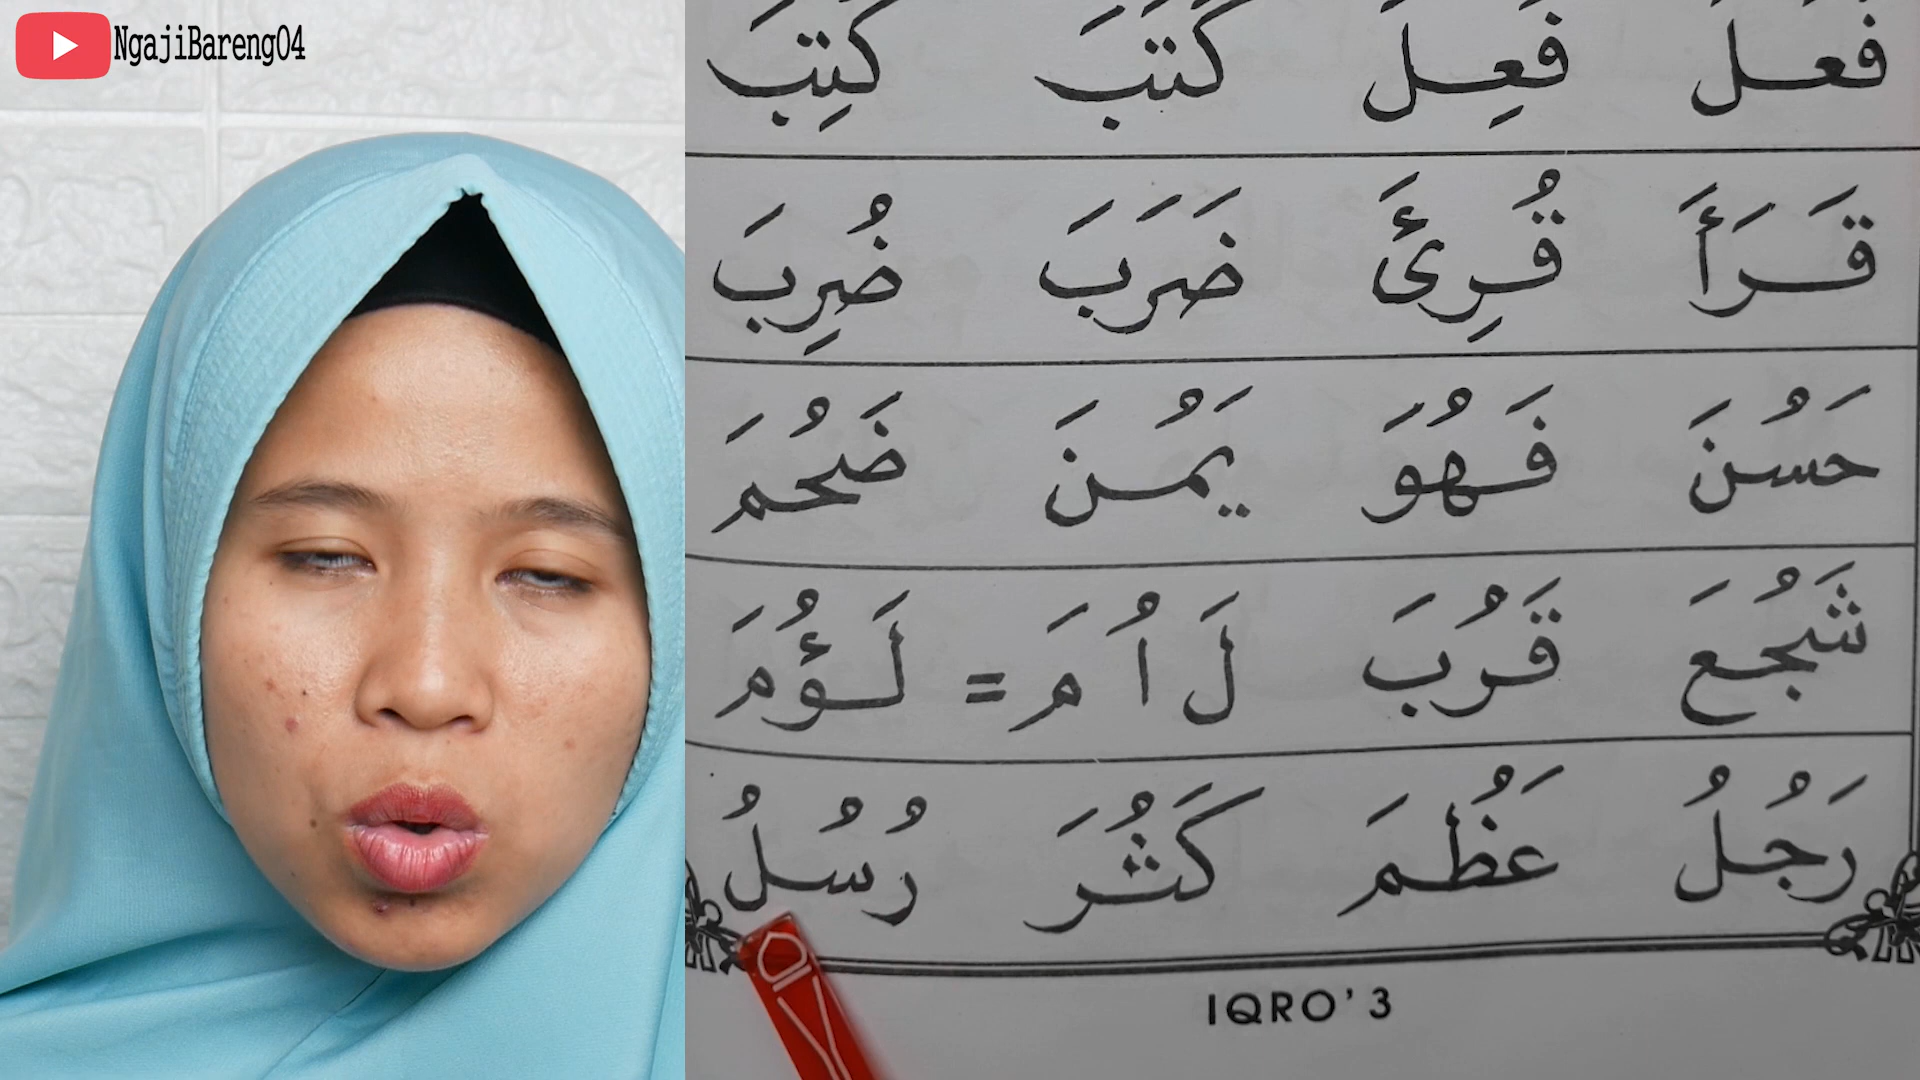 NgajiBareng04
فَعَلَ فَعِلَ كَتَبَ كَتِبَ
قَرَأَ قُرِئَ ضَرَبَ ضُرِبَ
حَسُنَ فَهُوَ يَمُنَ ضَحُمَ
شَجُعَ قَرُبَ لَ اُ مَ = لَؤُمَ
رَجُلُ عَظُمَ كَثُرَ رُسُلُ
IQRO' 3